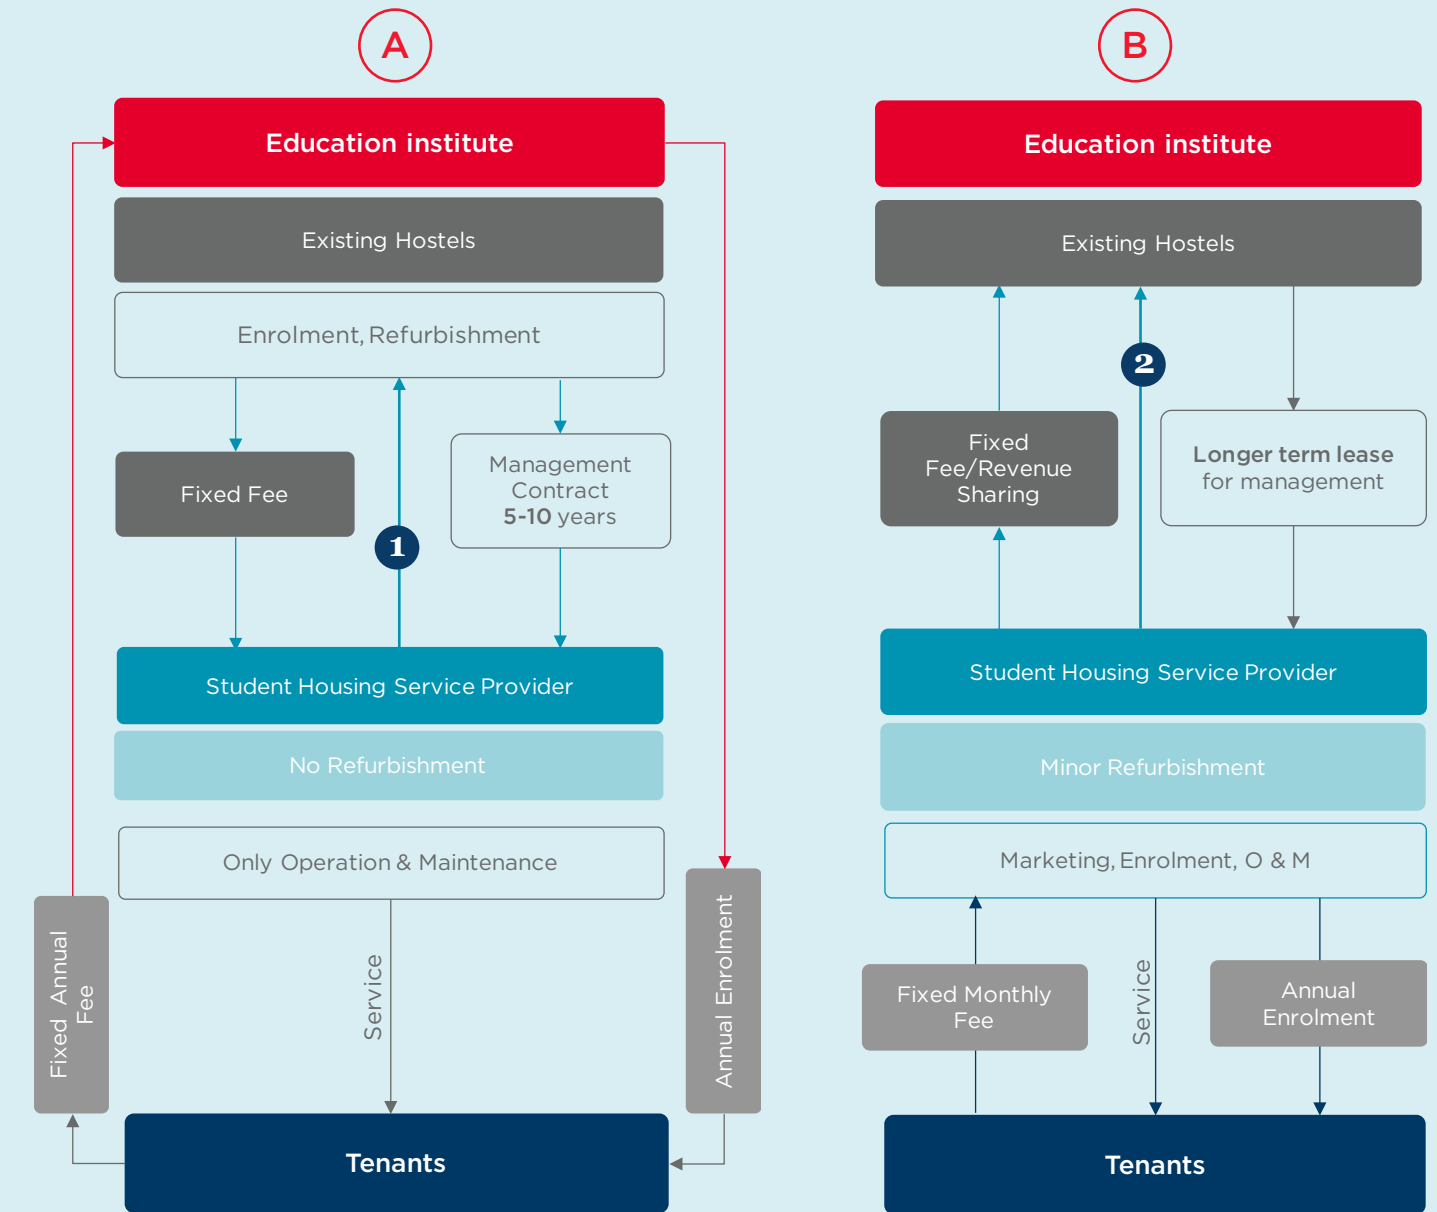 A
Education institute
Existing Hostels
Enrolment, Refurbishment
Fixed Fee
1
Management
Contract
5-10 years
Student Housing Service Provider
No Refurbishment
Only Operation & Maintenance
Fixed Annual
Fee
Service
Annual Enrolment
Tenants
B
Education institute
Existing Hostels
2
Fixed
Fee/Revenue
Sharing
Longer term lease
for management
Student Housing Service Provider
Minor Refurbishment
Marketing, Enrolment, O & M
Fixed Monthly
Fee
Service
Annual
Enrolment
Tenants